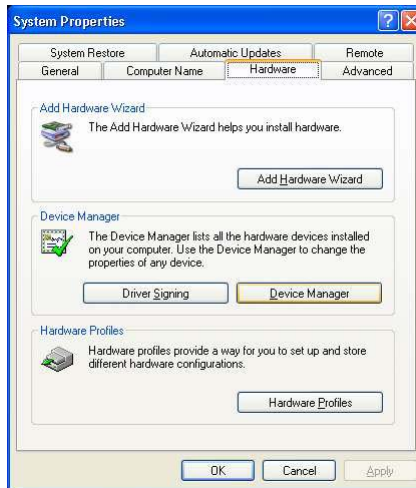 System Properties
System Restore
Automatic Updates
Remote
General
Computer Name
Hardware
Advanced
Add Hardware Wizard
The Add Hardware Wizard helps you install hardware.
Add Hardware Wizard
Device Manager
The Device Manager lists all the hardware devices installed
on your computer. Use the Device Manager to change the
properties of any device.
Driver Signing
Device Manager
Hardware Profiles
Hardware profiles provide a way for you to set up and store
different hardware configurations.
Hardware Profiles
OK
Cancel
Apply